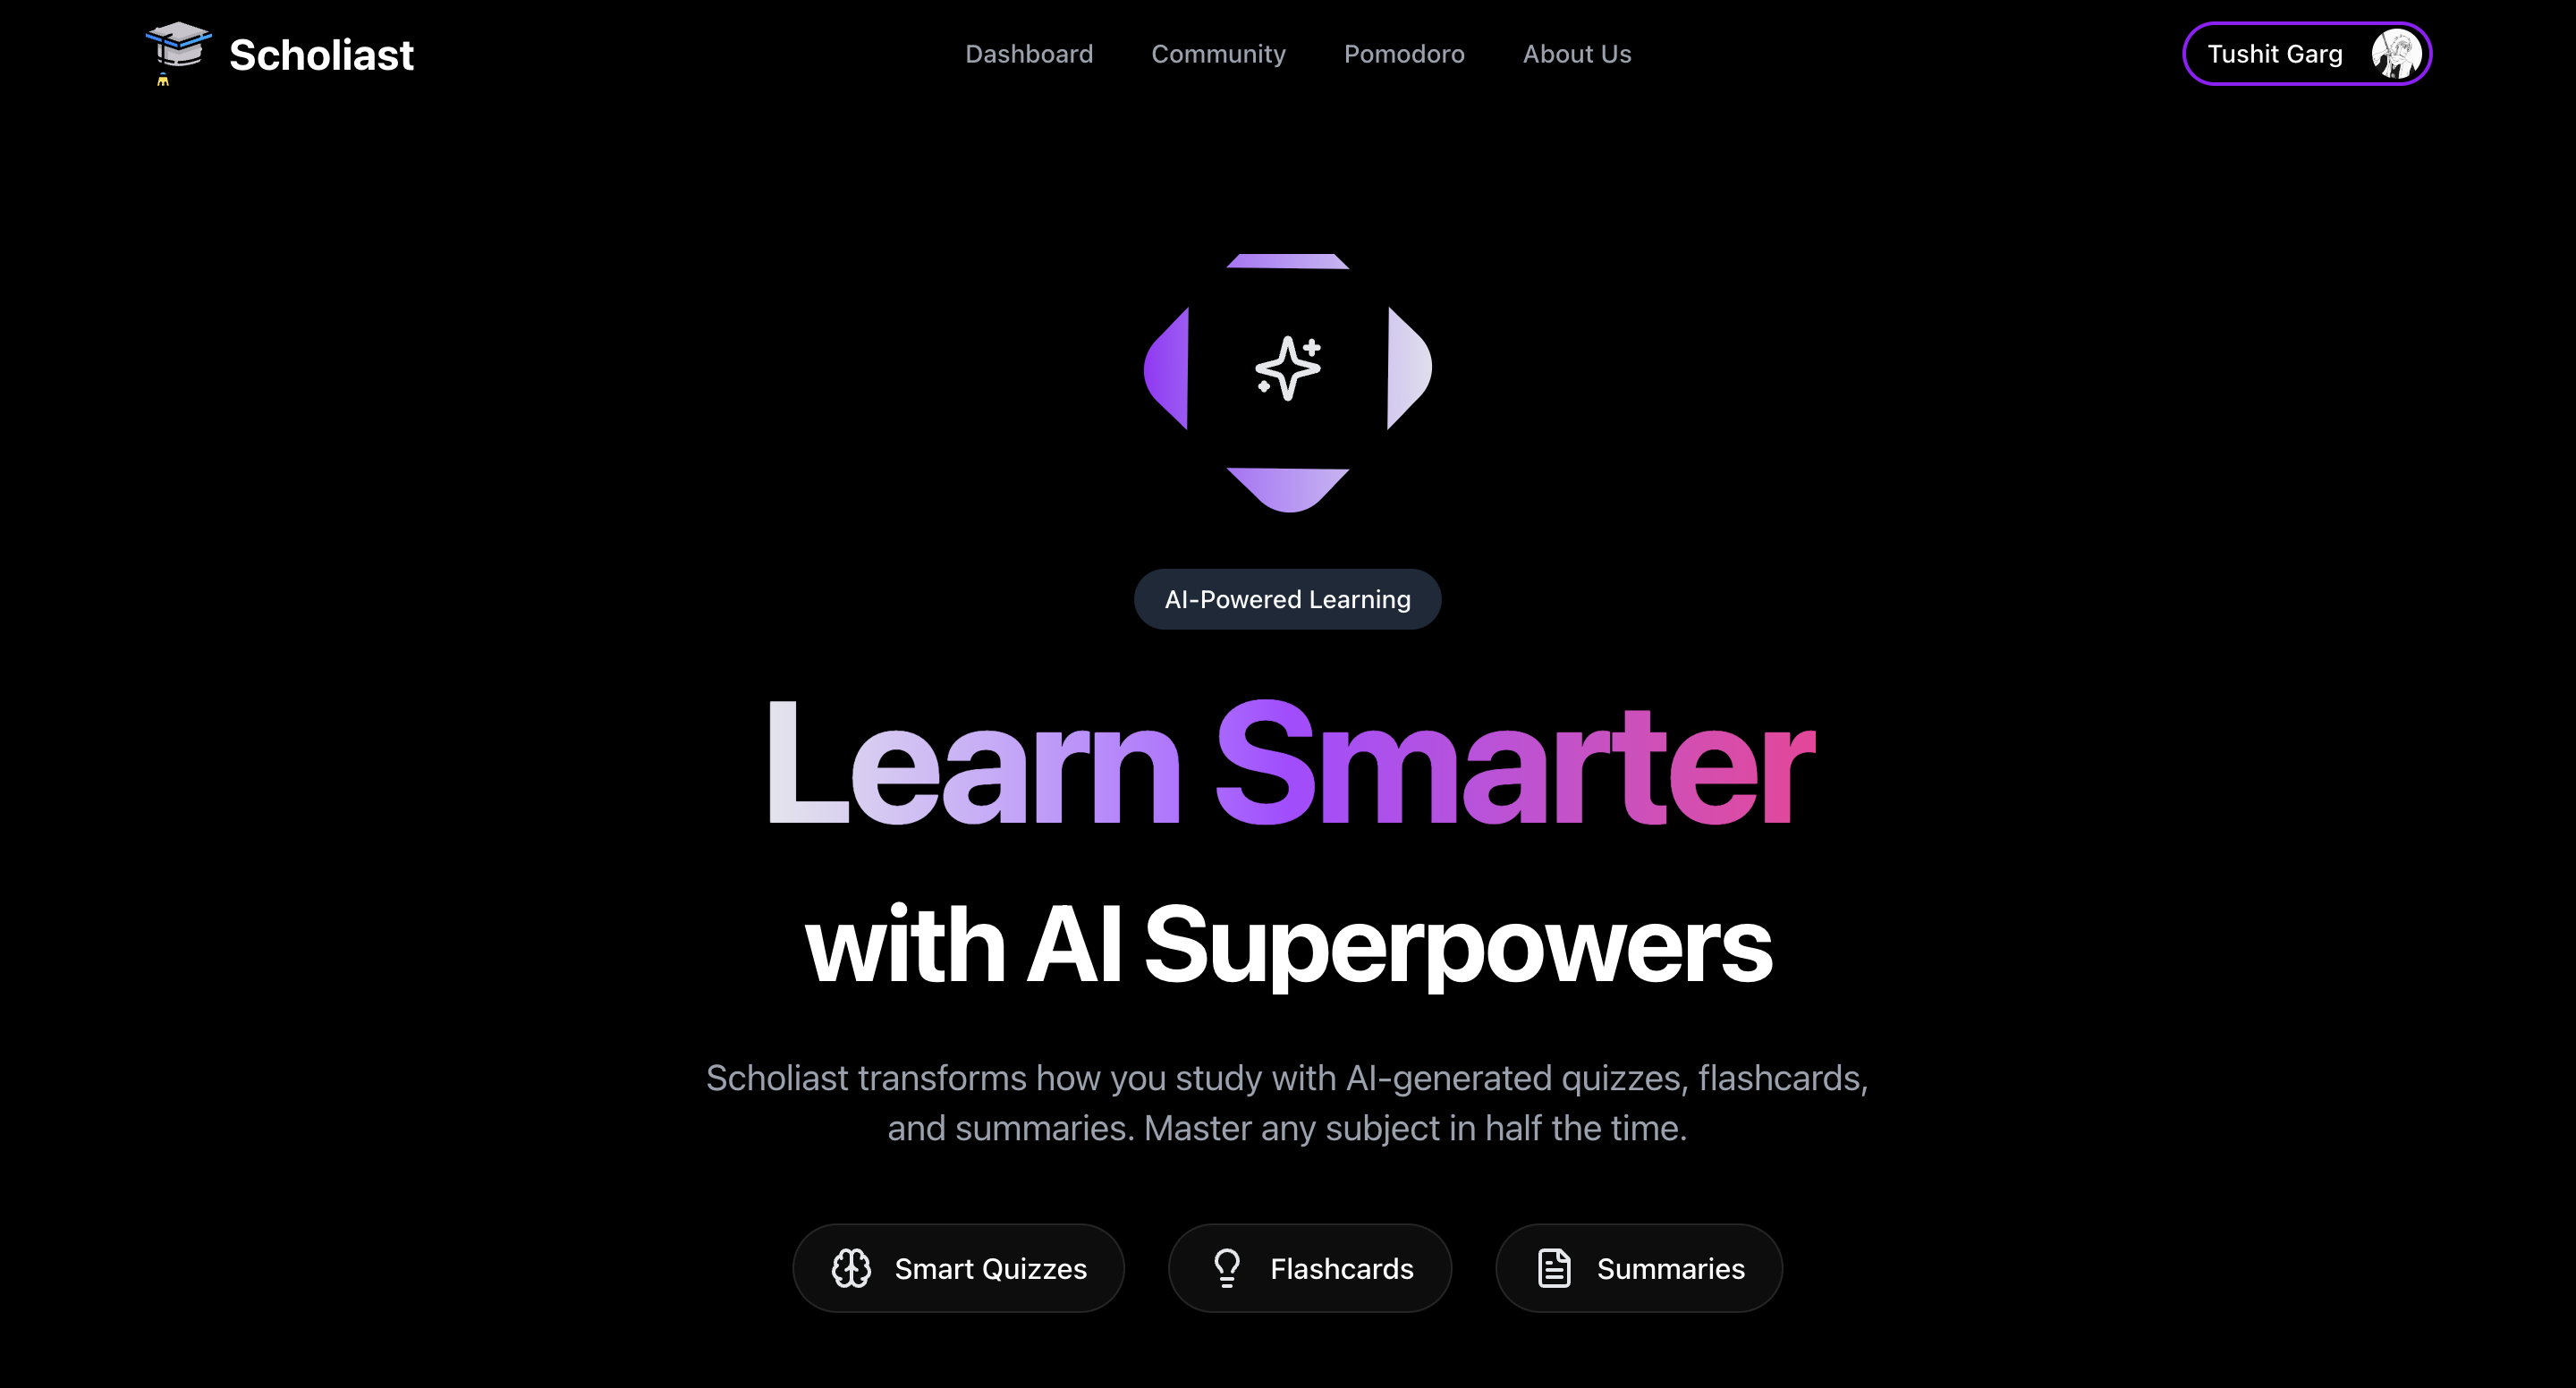 Scholiast
Dashboard
Community
Pomodoro
About Us
Tushit Garg
AI-Powered Learning
Learn Smarter
with AI Superpowers
Scholiast transforms how you study with AI-generated quizzes, flashcards,
and summaries. Master any subject in half the time.
Smart Quizzes
Flashcards
Summaries